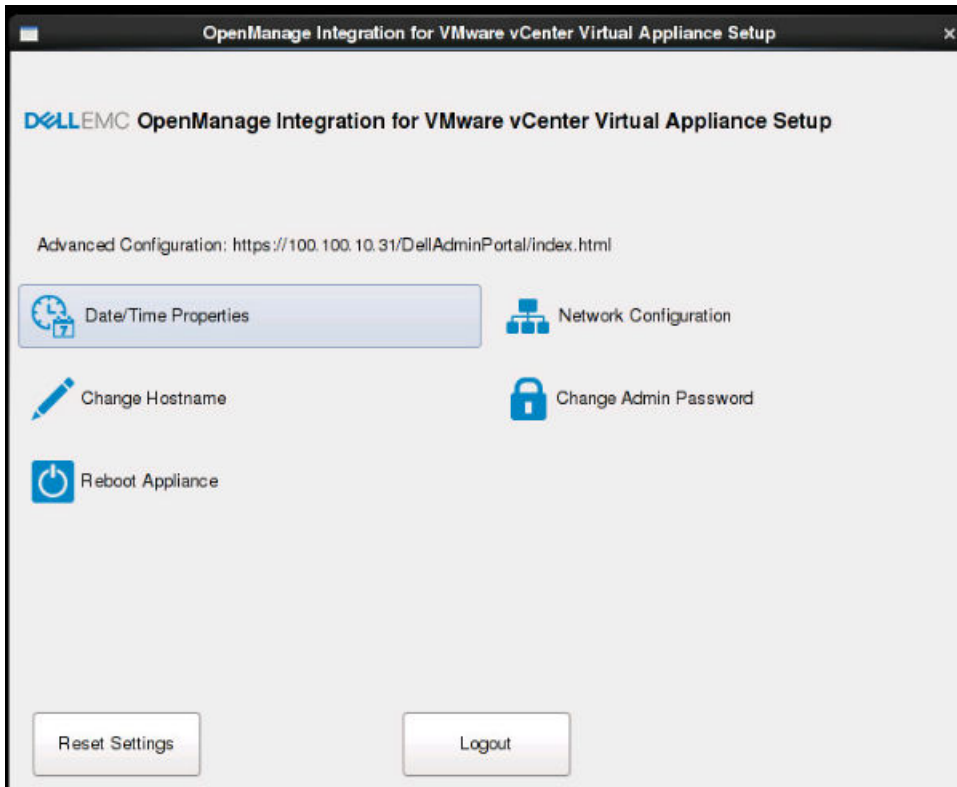 OpenManage Integration for VMware vCenter Virtual Appliance Setup
DELLEMC OpenManage Integration for VMware vCenter Virtual Appliance Setup
Advanced Configuration: https://100.100.10.31/DellAdminPortal/index.html
7 Date/Time Properties
Network Configuration
Change Hostname
Change Admin Password
Reboot Appliance
Reset Settings
Logout